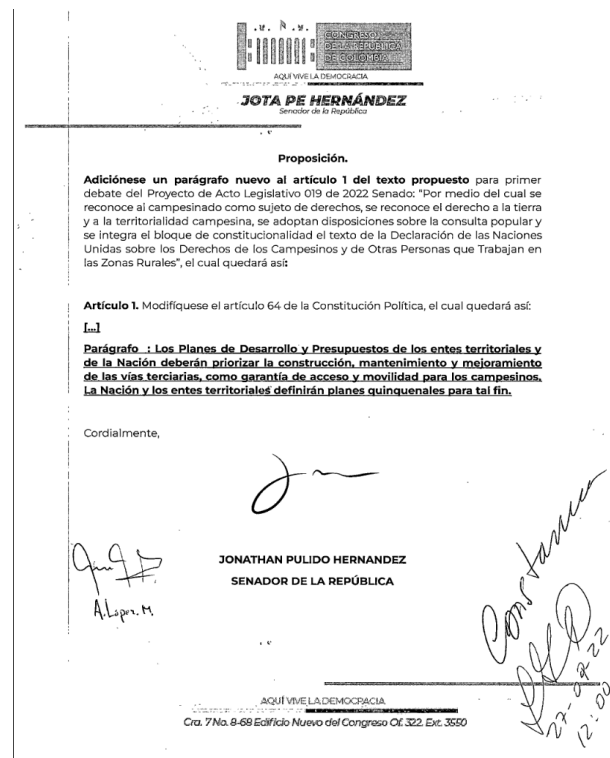 CONGRESO
DE LA REPÚBLICA
DE COLOMBIA
AQUÍ VIVE LA DEMOCRACIA
JOTA PE HERNÁNDEZ
Senador de la República
Proposición.
Adiciónese un parágrafo nuevo al artículo 1 del texto propuesto para primer
debate del Proyecto de Acto Legislativo 019 de 2022 Senado: "Por medio del cual se
reconoce al campesinado como sujeto de derechos, se reconoce el derecho a la tierra
y a la territorialidad campesina, se adoptan disposiciones sobre la consulta popular y
se integra el bloque de constitucionalidad el texto de la Declaración de las Naciones
Unidas sobre los Derechos de los Campesinos y de Otras Personas que Trabajan en
las Zonas Rurales", el cual quedará así:
Artículo 1. Modifíquese el artículo 64 de la Constitución Política, el cual quedará así:
[...]
Parágrafo : Los Planes de Desarrollo y Presupuestos de los entes territoriales y
de la Nación deberán priorizar la construcción, mantenimiento y mejoramiento
de las vías terciarias, como garantía de acceso y movilidad para los campesinos.
La Nación y los entes territoriales definirán planes quinquenales para tal fin.
Cordialmente,
JONATHAN PULIDO HERNANDEZ
SENADOR DE LA REPÚBLICA
A. López. M.
Constancia
27-09-22
12:00
AQUÍ VIVE LA DEMOCRACIA
Cra. 7 No. 8-68 Edificio Nuevo del Congreso Of. 322. Ext. 3550